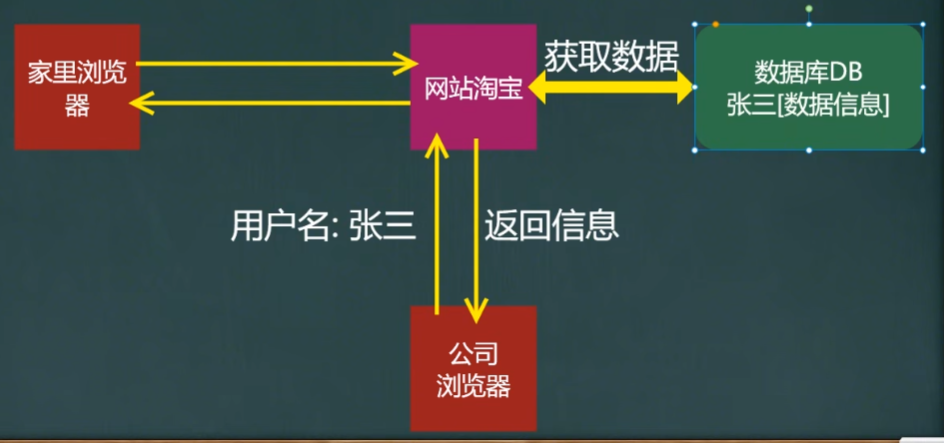 家里浏览
器
网站淘宝
获取数据
数据库DB
张三[数据信息]
用户名: 张三
返回信息
公司
浏览器